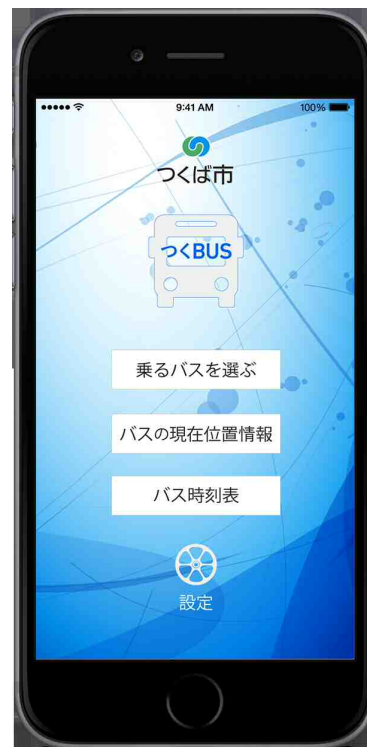 9:41 AM
100%
つくば市
つくBUS
乗るバスを選ぶ
バスの現在位置情報
バス時刻表
設定